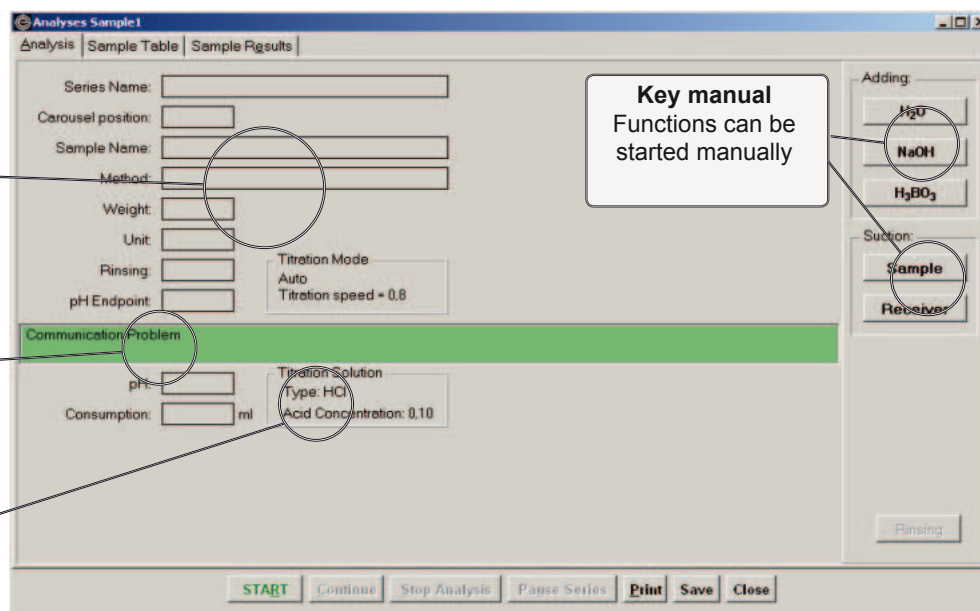 Analyses Sample1
Analysis Sample Table Sample Results
Series Name:
Carousel position:
Sample Name:
Method:
Weight:
Unit:
Rinsing:
pH Endpoint:
Titration Mode
Auto
Titration speed = 0,8
Communication Problem
pH:
Consumption: ml
Titration Solution
Type: HCl
Acid Concentration: 0,10
Key manual
Functions can be
started manually
Adding:
H₂O
NaOH
H₃BO₃
Suction:
Sample
Receiver
Rinsing
START Continue Stop Analysis Pause Series Print Save Close